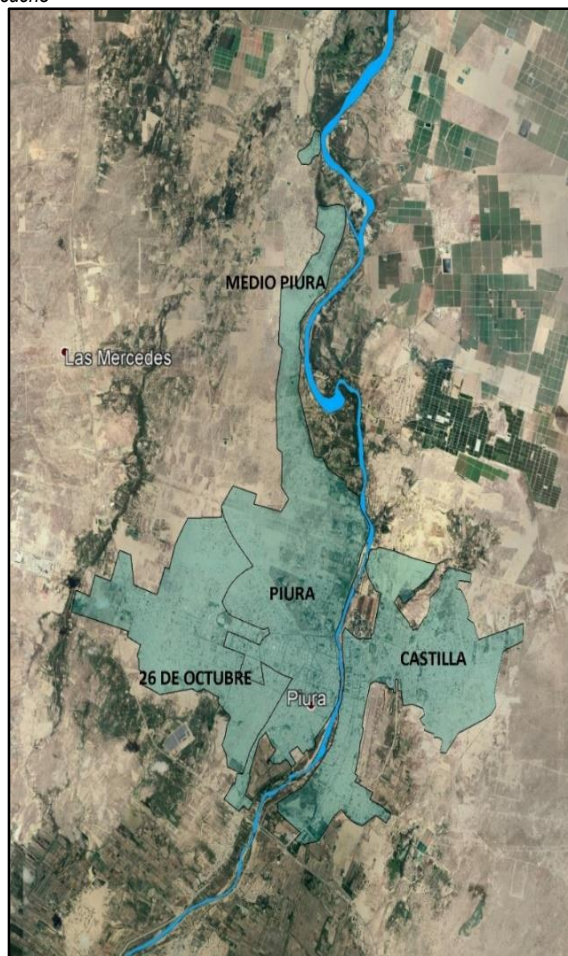 MEDIO PIURA
Las Mercedes
PIURA
CASTILLA
26 DE OCTUBRE
Piura